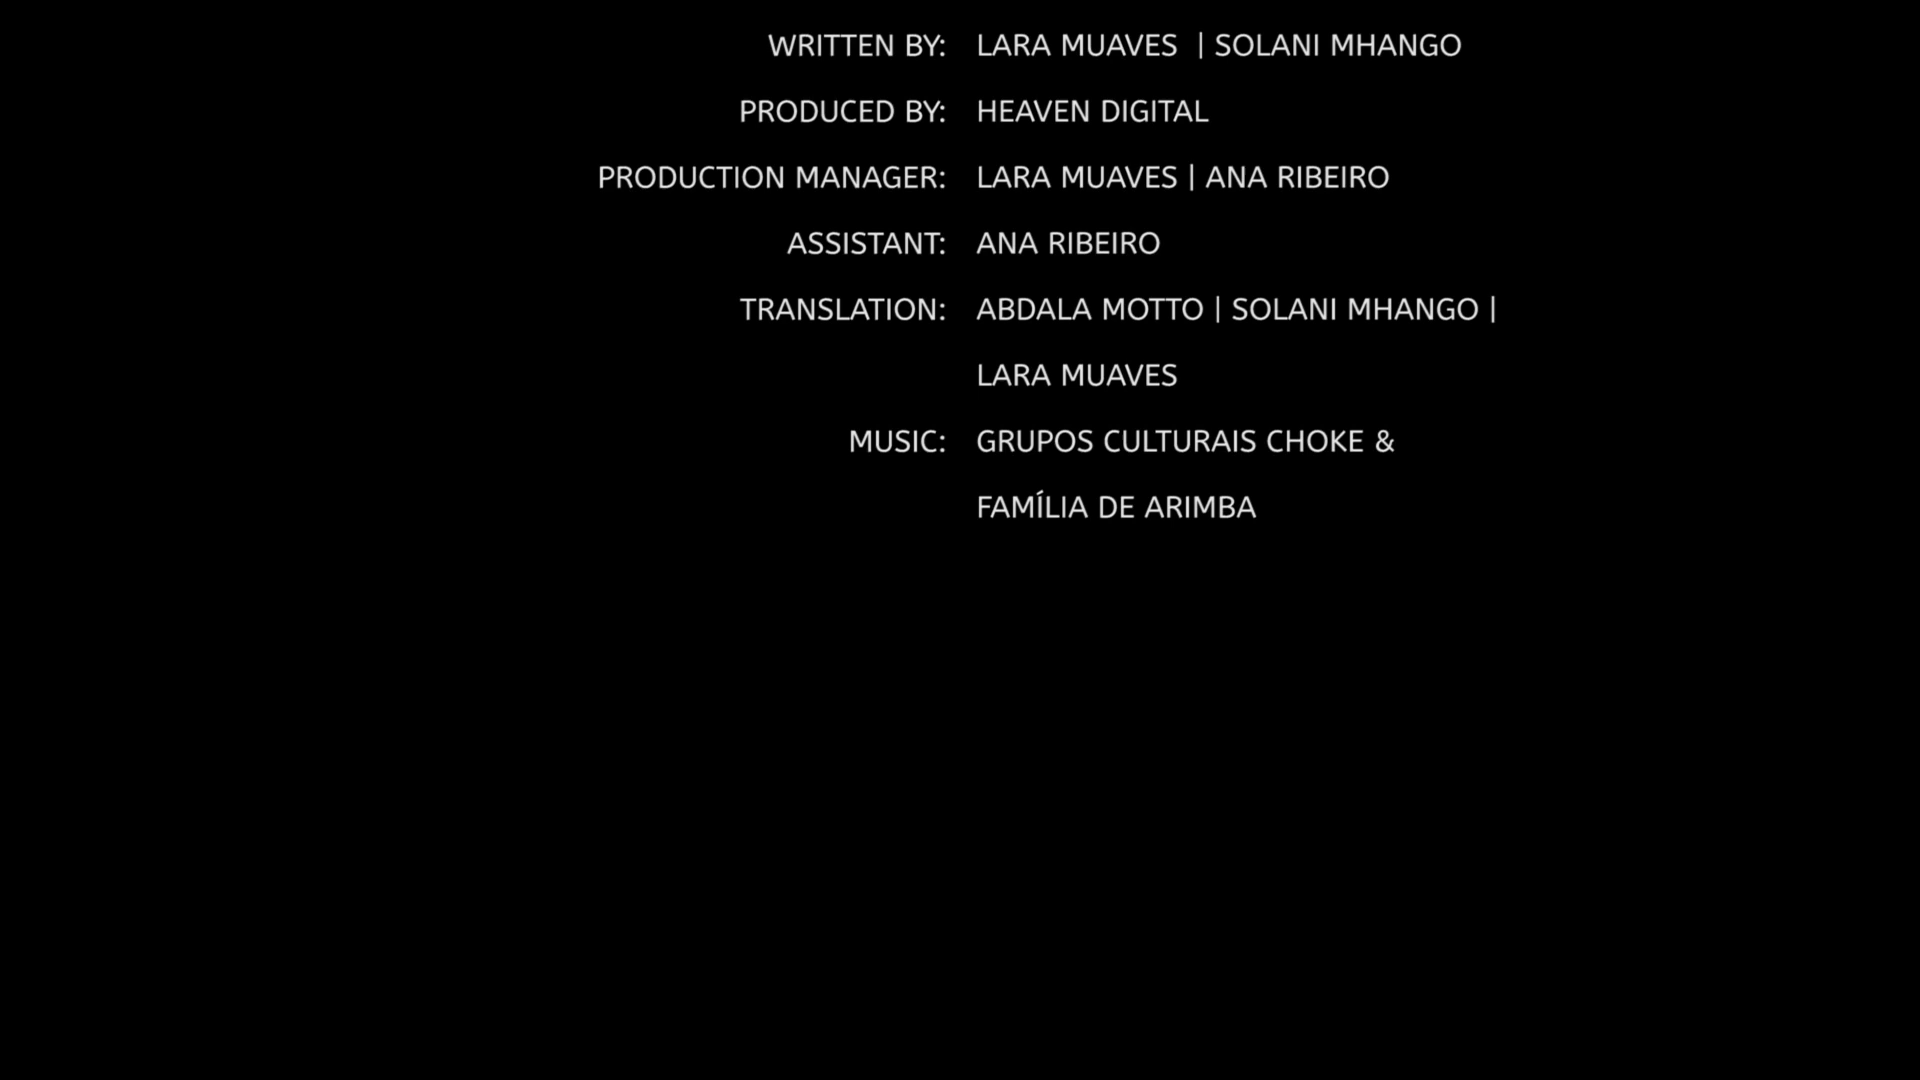 WRITTEN BY: LARA MUAVES | SOLANI MHANGO
PRODUCED BY: HEAVEN DIGITAL
PRODUCTION MANAGER: LARA MUAVES | ANA RIBEIRO
ASSISTANT: ANA RIBEIRO
TRANSLATION: ABDALA MOTTO | SOLANI MHANGO |
LARA MUAVES
MUSIC: GRUPOS CULTURAIS CHOKE &
FAMÍLIA DE ARIMBA